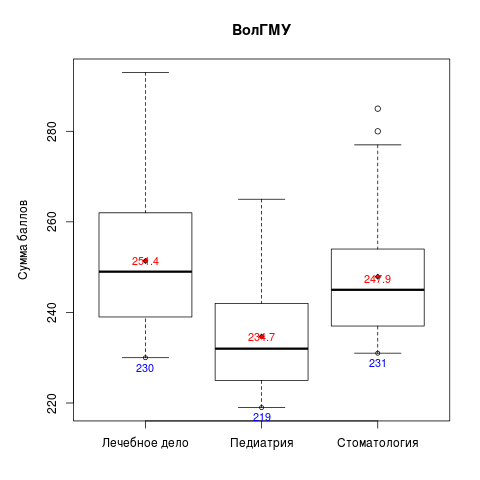 ВолГМУ
Сумма баллов
280
260
240
220
251.4
234.7
247.9
230
219
231
Лечебное дело
Педиатрия
Стоматология